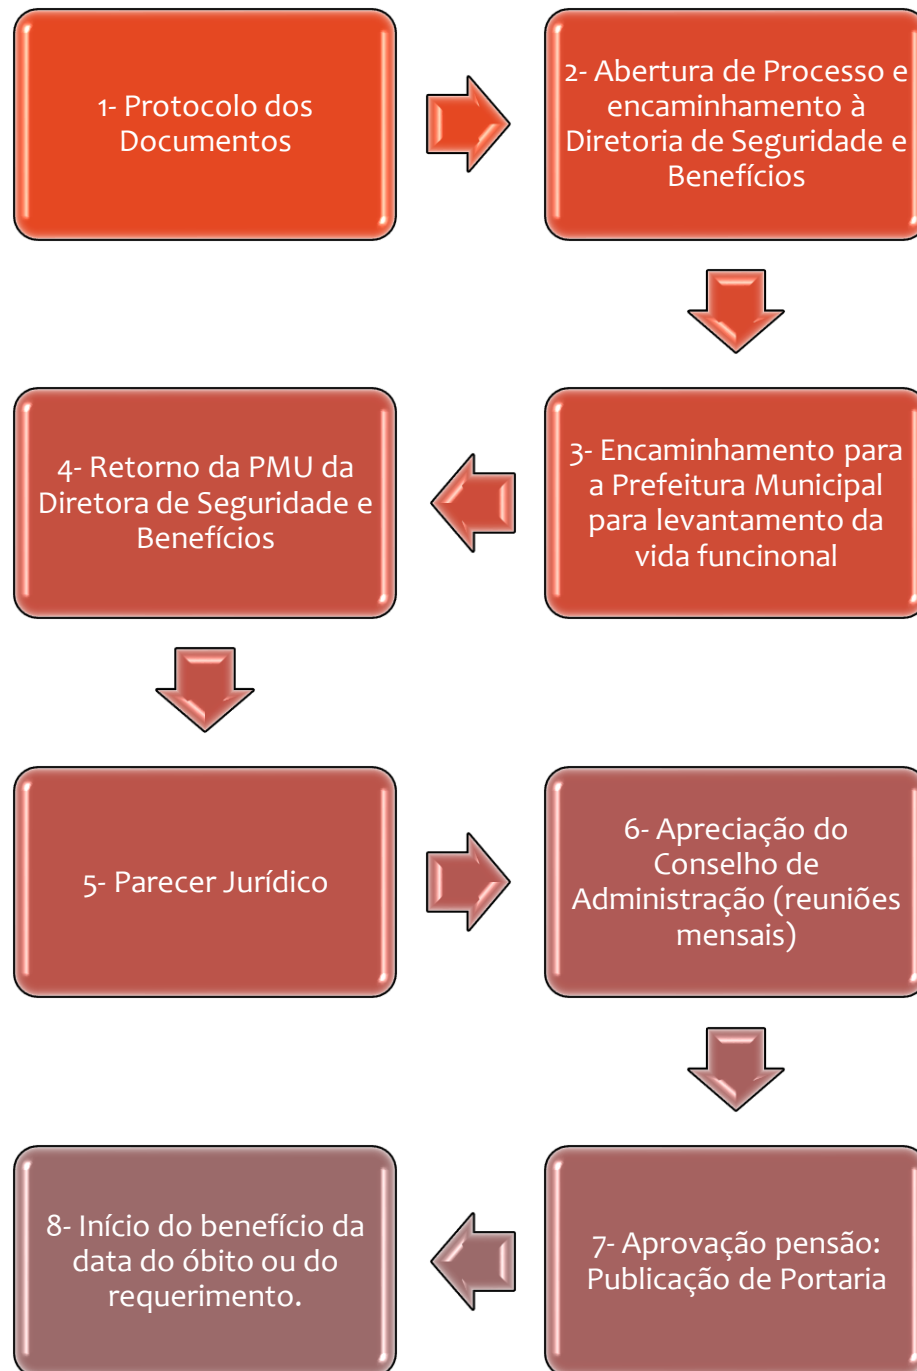 1- Protocolo dos
Documentos
2- Abertura de Processo e
encaminhamento à
Diretoria de Seguridade e
Benefícios
3- Encaminhamento para
a Prefeitura Municipal
para levantamento da
vida funcinonal
4- Retorno da PMU da
Diretora de Seguridade e
Benefícios
5- Parecer Jurídico
6- Apreciação do
Conselho de
Administração (reuniões
mensais)
7- Aprovação pensão:
Publicação de Portaria
8- Início do benefício da
data do óbito ou do
requerimento.